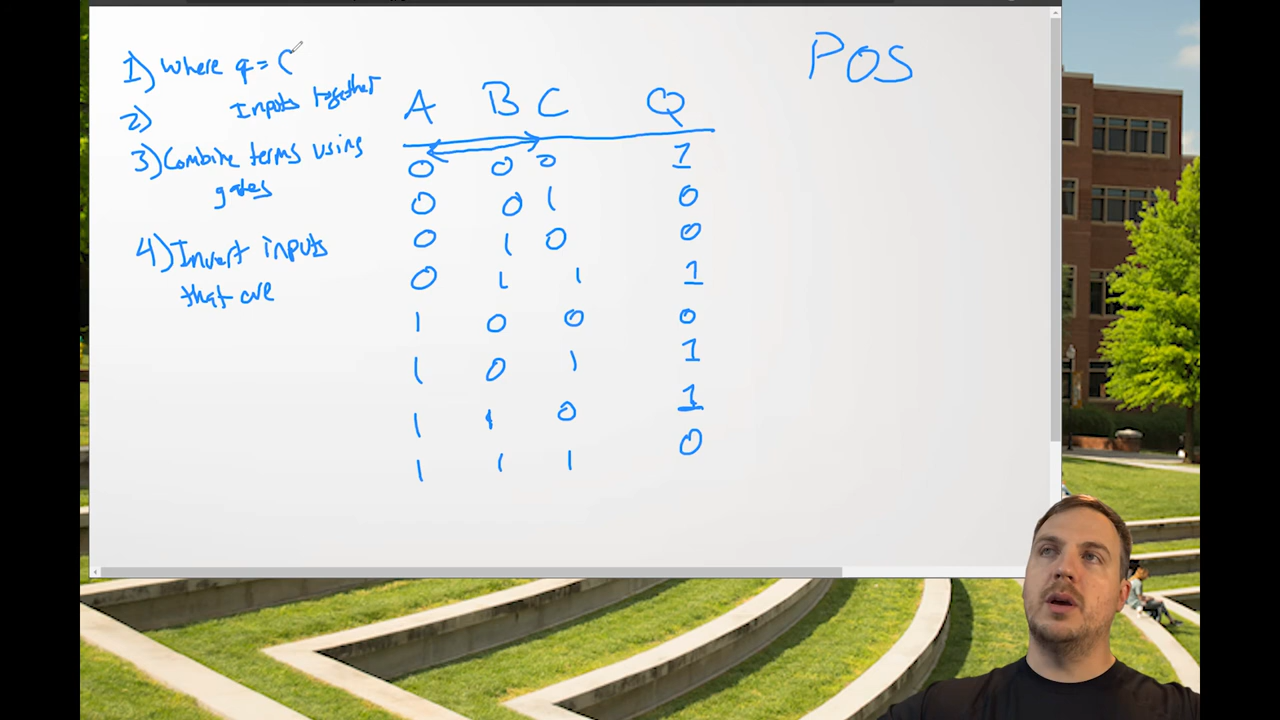 POS
1) Where q = (
2) Inputs together
3) Combine terms using
gates
4) Invert inputs
that are
A B C Q
0 0 0 1
0 0 1 0
0 1 0 0
0 1 1 1
1 0 0 0
1 0 1 1
1 1 0 1
1 1 1 0